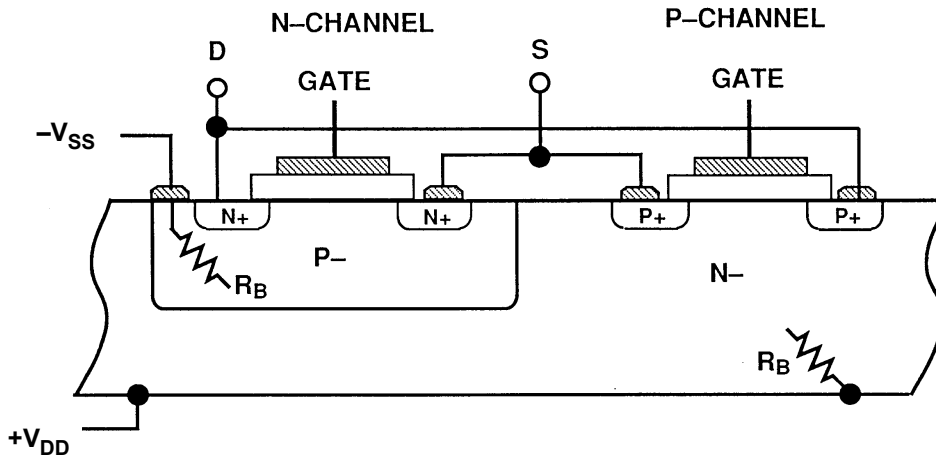 N–CHANNEL
P–CHANNEL
D
S
GATE
GATE
–VSS
N+
N+
P+
P+
P–
RB
N–
RB
+VDD